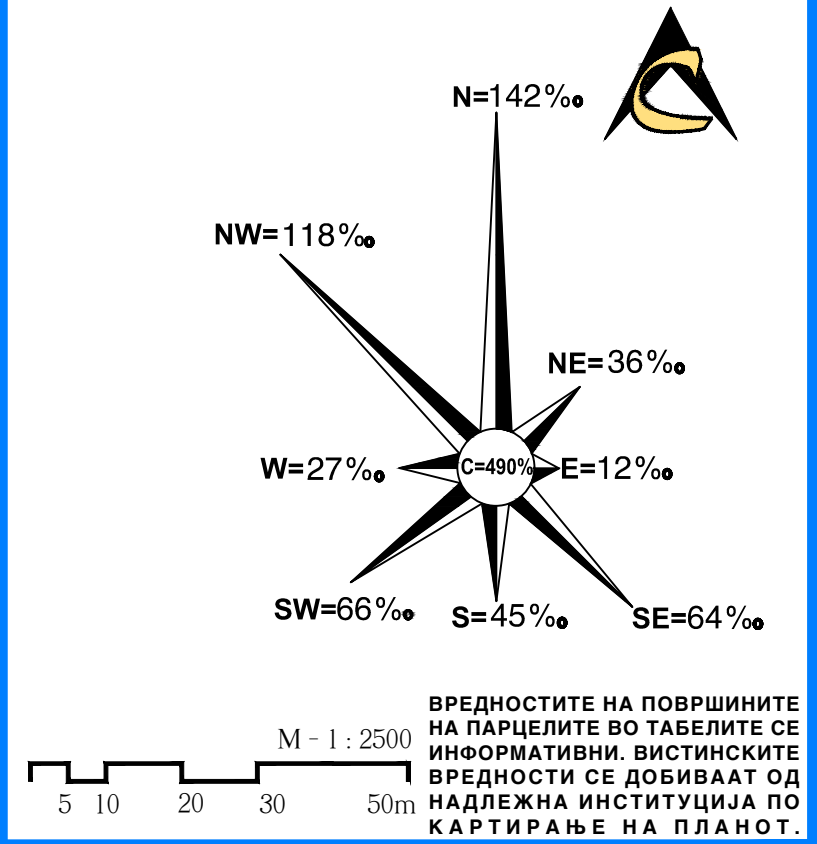 N=142‰
NW=118‰
NE=36‰
W=27‰
C=490%
E=12‰
SW=66‰
S=45‰
SE=64‰
М - 1 : 2500
5 10 20 30 50m
ВРЕДНОСТИТЕ НА ПОВРШИНИТЕ
НА ПАРЦЕЛИТЕ ВО ТАБЕЛИТЕ СЕ
ИНФОРМАТИВНИ. ВИСТИНСКИТЕ
ВРЕДНОСТИ СЕ ДОБИВААТ ОД
НАДЛЕЖНА ИНСТИТУЦИЈА ПО
КАРТИРАЊЕ НА ПЛАНОТ.